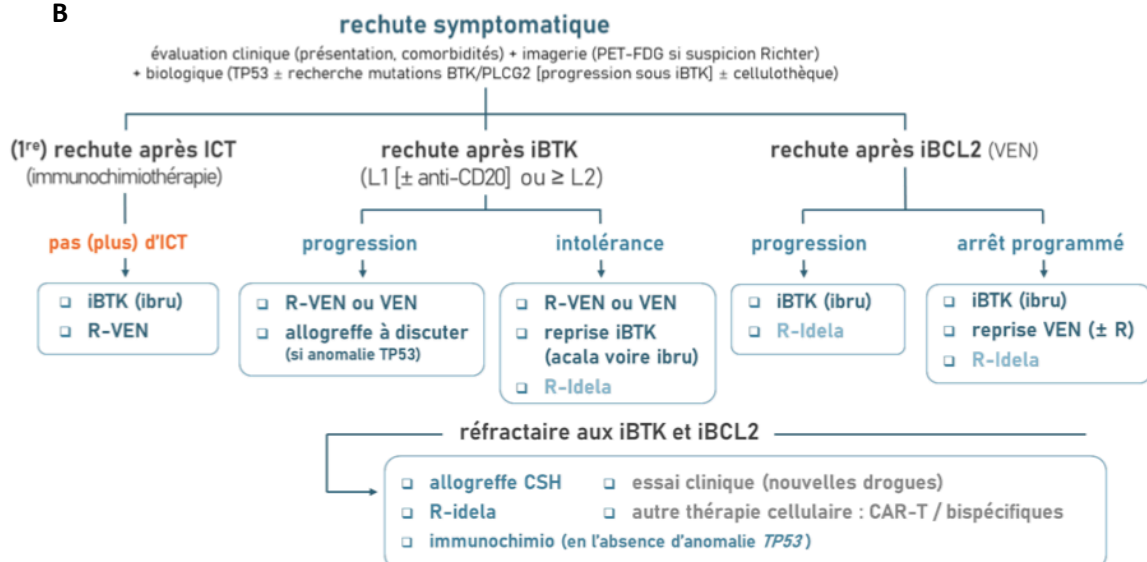 B
rechute symptomatique
évaluation clinique (présentation, comorbidités) + imagerie (PET-FDG si suspicion Richter)
+ biologique (TP53 ± recherche mutations BTK/PLCG2 [progression sous iBTK] ± cellulothèque)
(1re) rechute après ICT
(immunochimiothérapie)
pas (plus) d'ICT
iBTK (ibru)
R-VEN
rechute après iBTK
(L1 [± anti-CD20] ou ≥ L2)
progression
R-VEN ou VEN
allogreffe à discuter
(si anomalie TP53)
intolérance
R-VEN ou VEN
reprise iBTK
(acala voire ibru)
R-Idela
rechute après iBCL2 (VEN)
progression
iBTK (ibru)
R-Idela
arrêt programmé
iBTK (ibru)
reprise VEN (± R)
R-Idela
réfractaire aux iBTK et iBCL2
allogreffe CSH
R-idela
immunochimio (en l'absence d'anomalie TP53)
essai clinique (nouvelles drogues)
autre thérapie cellulaire : CAR-T / bispécifiques